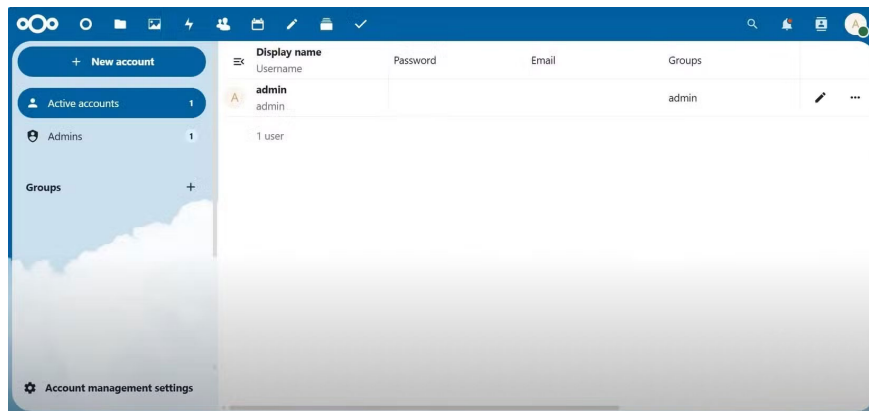 + New account
Active accounts 1
Admins 1
Groups +
Account management settings
Display name
Username
Password
Email
Groups
A
admin
admin
admin
1 user
A